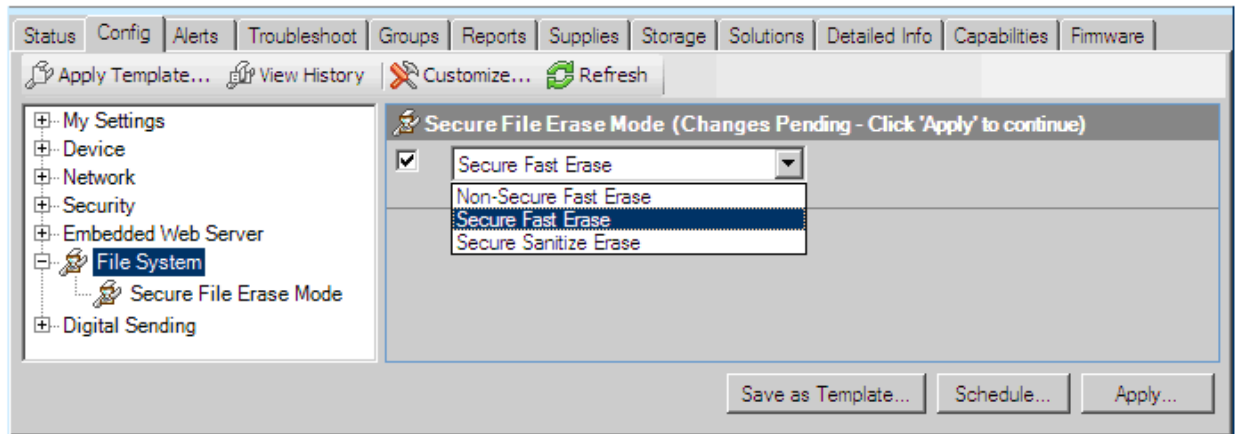 Status Config Alerts Troubleshoot Groups Reports Supplies Storage Solutions Detailed Info Capabilities Firmware
Apply Template... View History Customize... Refresh
My Settings
Device
Network
Security
Embedded Web Server
File System
Secure File Erase Mode
Digital Sending
Secure File Erase Mode (Changes Pending - Click 'Apply' to continue)
Secure Fast Erase
Non-Secure Fast Erase
Secure Fast Erase
Secure Sanitize Erase
Save as Template... Schedule... Apply...